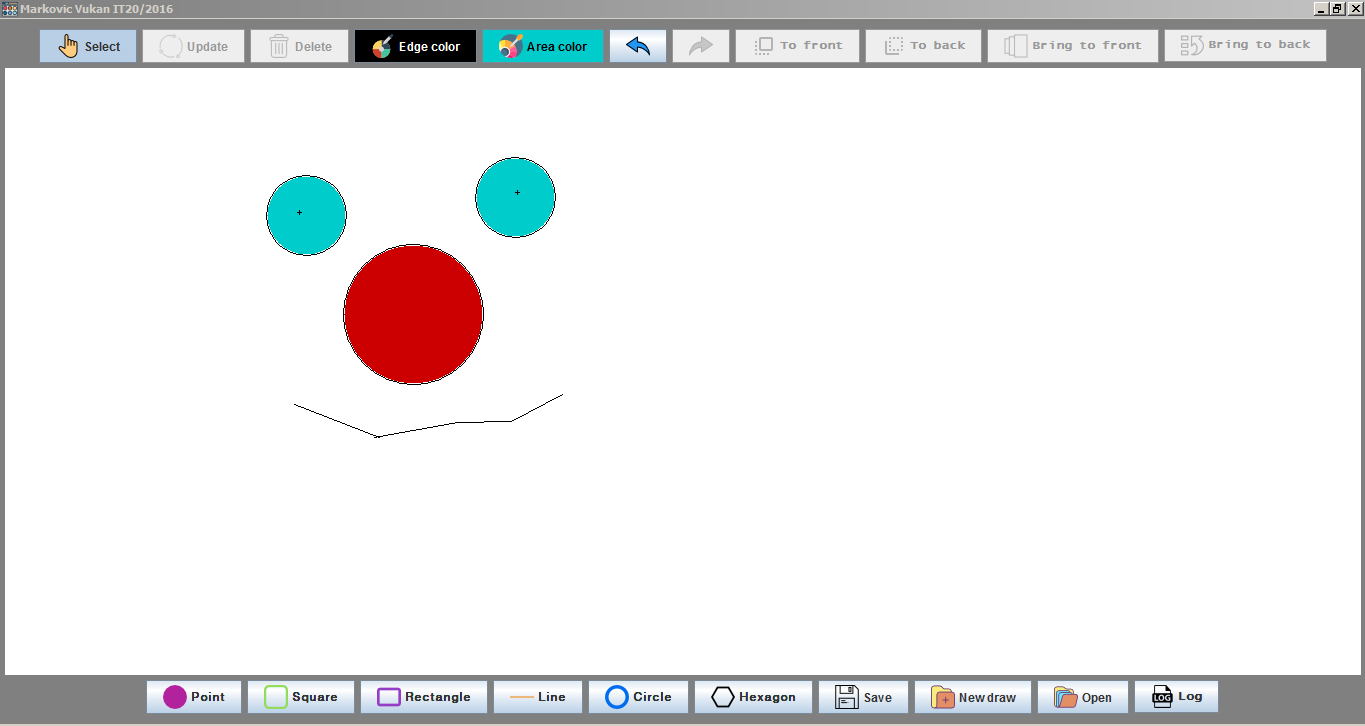 Markovic Vukan IT20/2016
Select Update Delete Edge color Area color To front To back Bring to front Bring to back
Point Square Rectangle Line Circle Hexagon Save New draw Open LOG Log